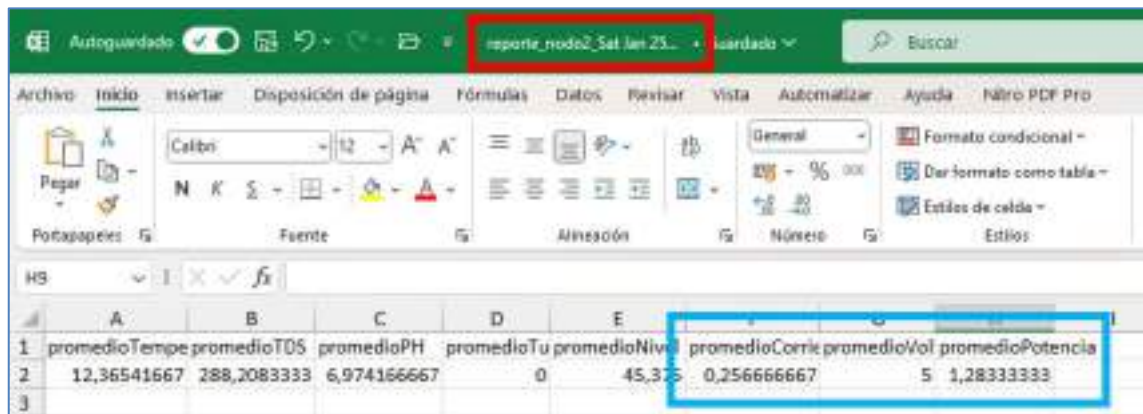 Autoguardado reporte_nodo2_Sat Jan 25... • Guardado Buscar
Archivo Inicio Insertar Disposición de página Fórmulas Datos Revisar Vista Automatizar Ayuda Nitro PDF Pro
Pegar Calibri 12 A A General Formato condicional
N K S A % 000 Dar formato como tabla
Estilos de celda
Portapapeles Fuente Alineación Número Estilos
H9 fx
A B C D E
1 promedioTempe promedioTDS promedioPH promedioTu promedioNivel promedioCorrie promedioVol promedioPotencia
2 12,36541667 288,2083333 6,974166667 0 45,375 0,256666667 5 1,28333333
3